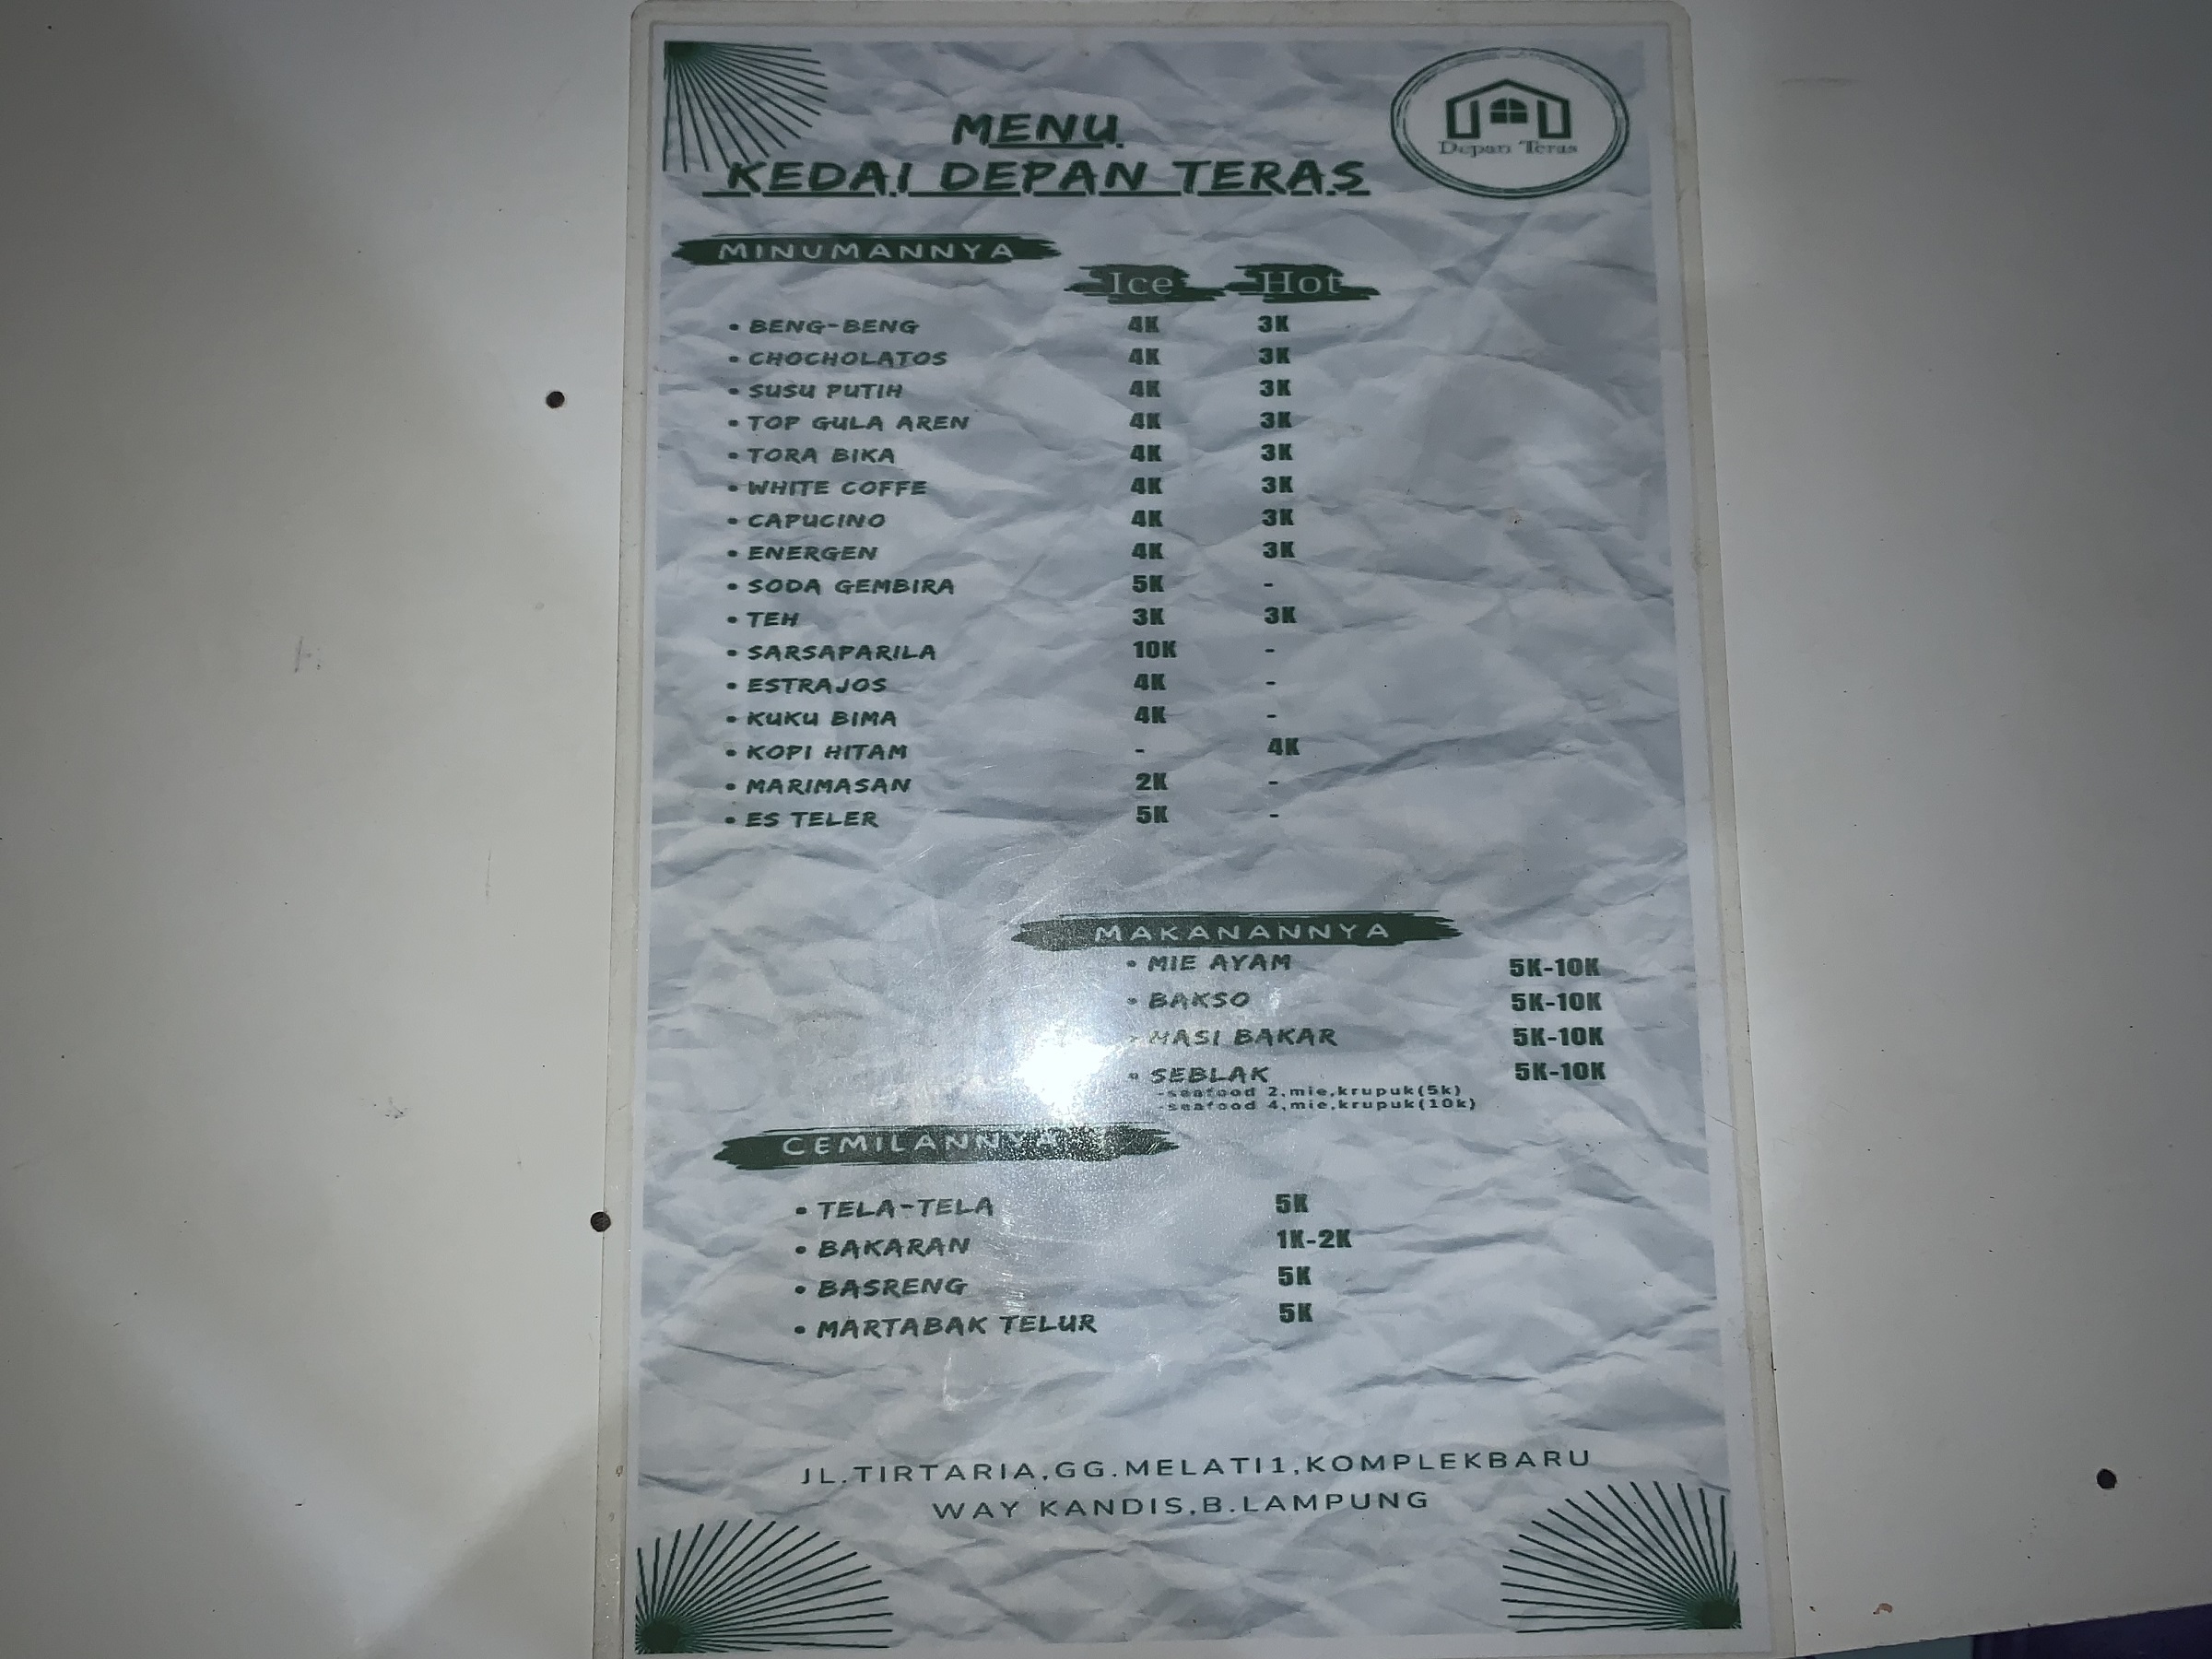 MENU
KEDAI DEPAN TERAS
Depan Teras
MINUMANNYA
Ice Hot
• BENG-BENG 4K 3K
• CHOCHOLATOS 4K 3K
• SUSU PUTIH 4K 3K
• TOP GULA AREN 4K 3K
• TORA BIKA 4K 3K
• WHITE COFFE 4K 3K
• CAPUCINO 4K 3K
• ENERGEN 4K 3K
• SODA GEMBIRA 5K -
• TEH 3K 3K
• SARSAPARILA 10K -
• ESTRAJOS 4K -
• KUKU BIMA 4K -
• KOPI HITAM - 4K
• MARIMASAN 2K -
• ES TELER 5K -
MAKANANNYA
• MIE AYAM 5K-10K
• BAKSO 5K-10K
• NASI BAKAR 5K-10K
• SEBLAK 5K-10K
-seafood 2,mie,krupuk(5k)
-seafood 4,mie,krupuk(10k)
CEMILANNYA
• TELA-TELA 5K
• BAKARAN 1K-2K
• BASRENG 5K
• MARTABAK TELUR 5K
JL.TIRTARIA,GG.MELATI1,KOMPLEKBARU
WAY KANDIS,B.LAMPUNG